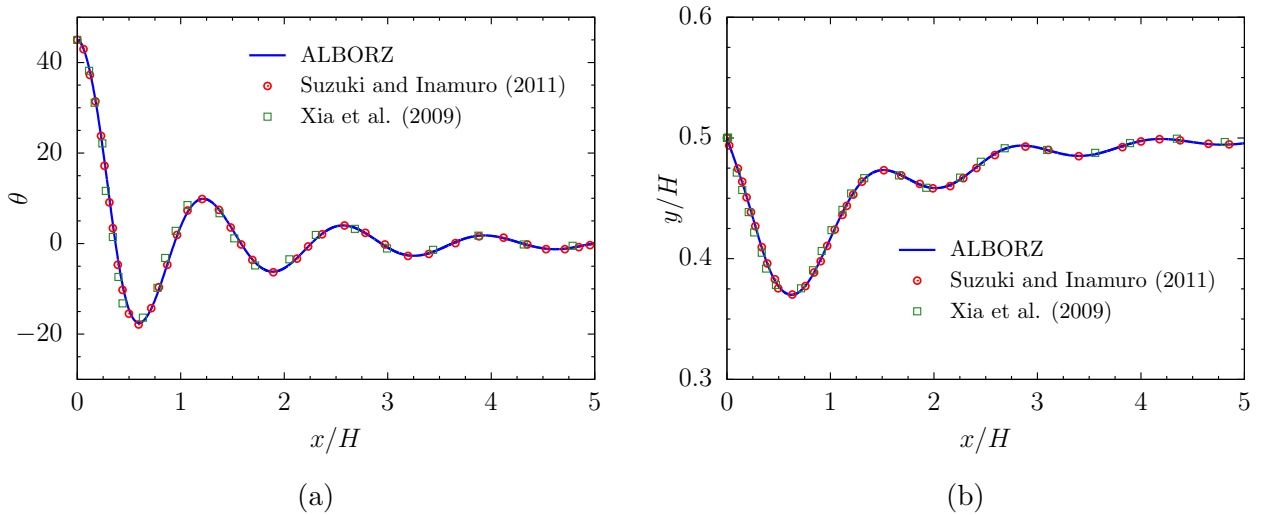 40
20
0
−20
θ
0 1 2 3 4 5
x/H
ALBORZ
Suzuki and Inamuro (2011)
Xia et al. (2009)
(a)
0.6
0.5
0.4
0.3
y/H
0 1 2 3 4 5
x/H
ALBORZ
Suzuki and Inamuro (2011)
Xia et al. (2009)
(b)